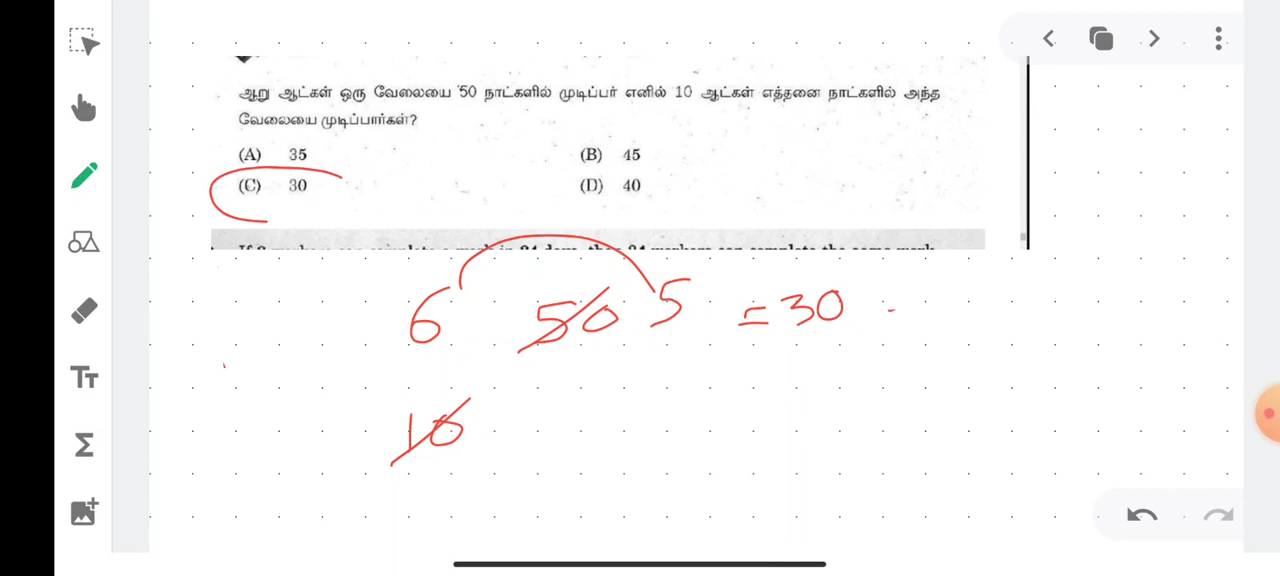 ஆறு ஆட்கள் ஒரு வேலையை 50 நாட்களில் முடிப்பர் எனில் 10 ஆட்கள் எத்தனை நாட்களில் அந்த
வேலையை முடிப்பார்கள்?
(A) 35 (B) 45
(C) 30 (D) 40
6 50 5 = 30
10